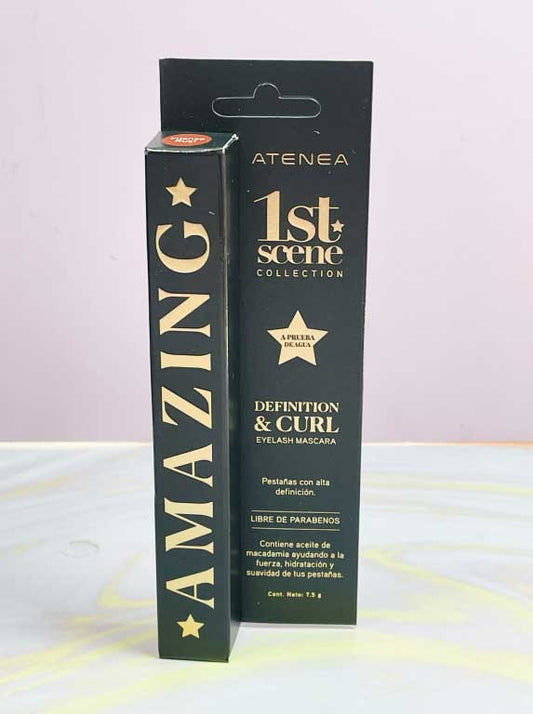 AMAZING
ATENEA
1st
scene
COLLECTION
A PRUEBA
DE AGUA
DEFINITION
& CURL
EYELASH MASCARA
Pestañas con alta
definición.
LIBRE DE PARABENOS
Contiene aceite de
macadamia ayudando a la
fuerza, hidratación y
suavidad de tus pestañas.
Cont. Neto: 7.5 g